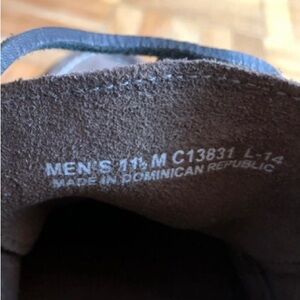 MEN'S 11½ M C13831 L-14
MADE IN DOMINICAN REPUBLIC